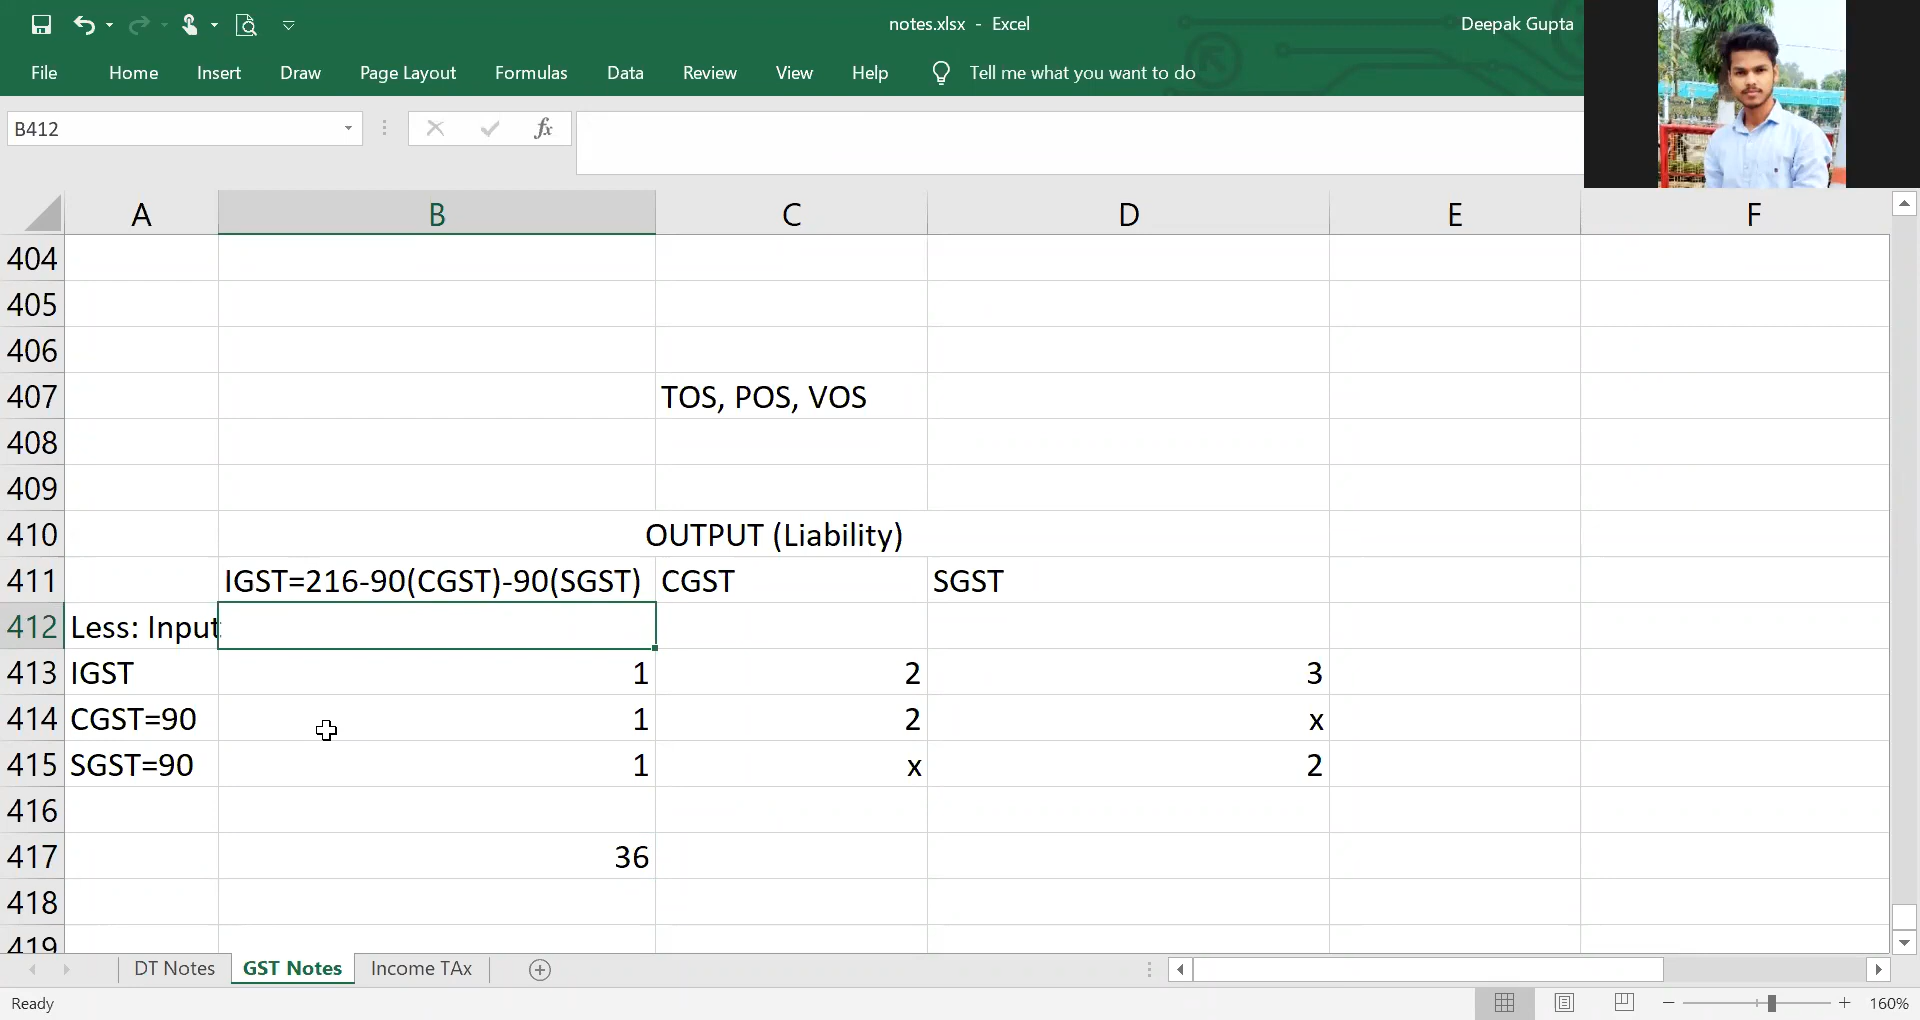 notes.xlsx - Excel
Deepak Gupta
File Home Insert Draw Page Layout Formulas Data Review View Help Tell me what you want to do
B412
fx
A B C D E F
404
405
406
407 TOS, POS, VOS
408
409
410 OUTPUT (Liability)
411 IGST=216-90(CGST)-90(SGST) CGST SGST
412 Less: Input
413 IGST 1 2 3
414 CGST=90 1 2 x
415 SGST=90 1 x 2
416
417 36
418
419
DT Notes GST Notes Income TAx
Ready
160%